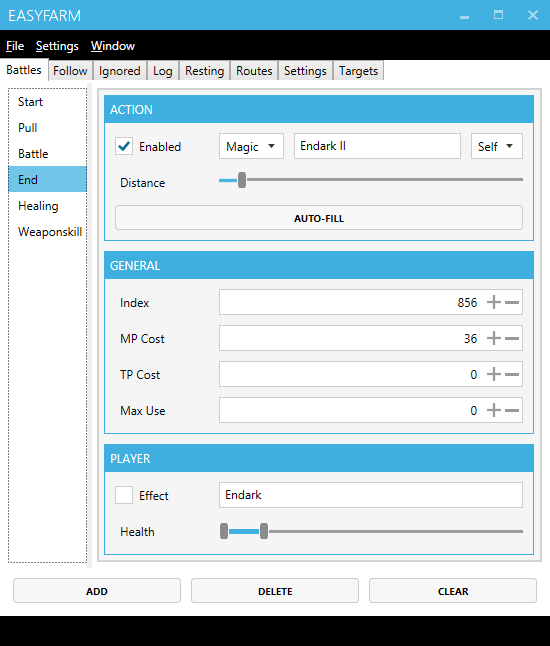 EASYFARM
File Settings Window
Battles Follow Ignored Log Resting Routes Settings Targets
Start
Pull
Battle
End
Healing
Weaponskill
ACTION
Enabled Magic Endark II Self
Distance
AUTO-FILL
GENERAL
Index 856
MP Cost 36
TP Cost 0
Max Use 0
PLAYER
Effect Endark
Health
ADD DELETE CLEAR